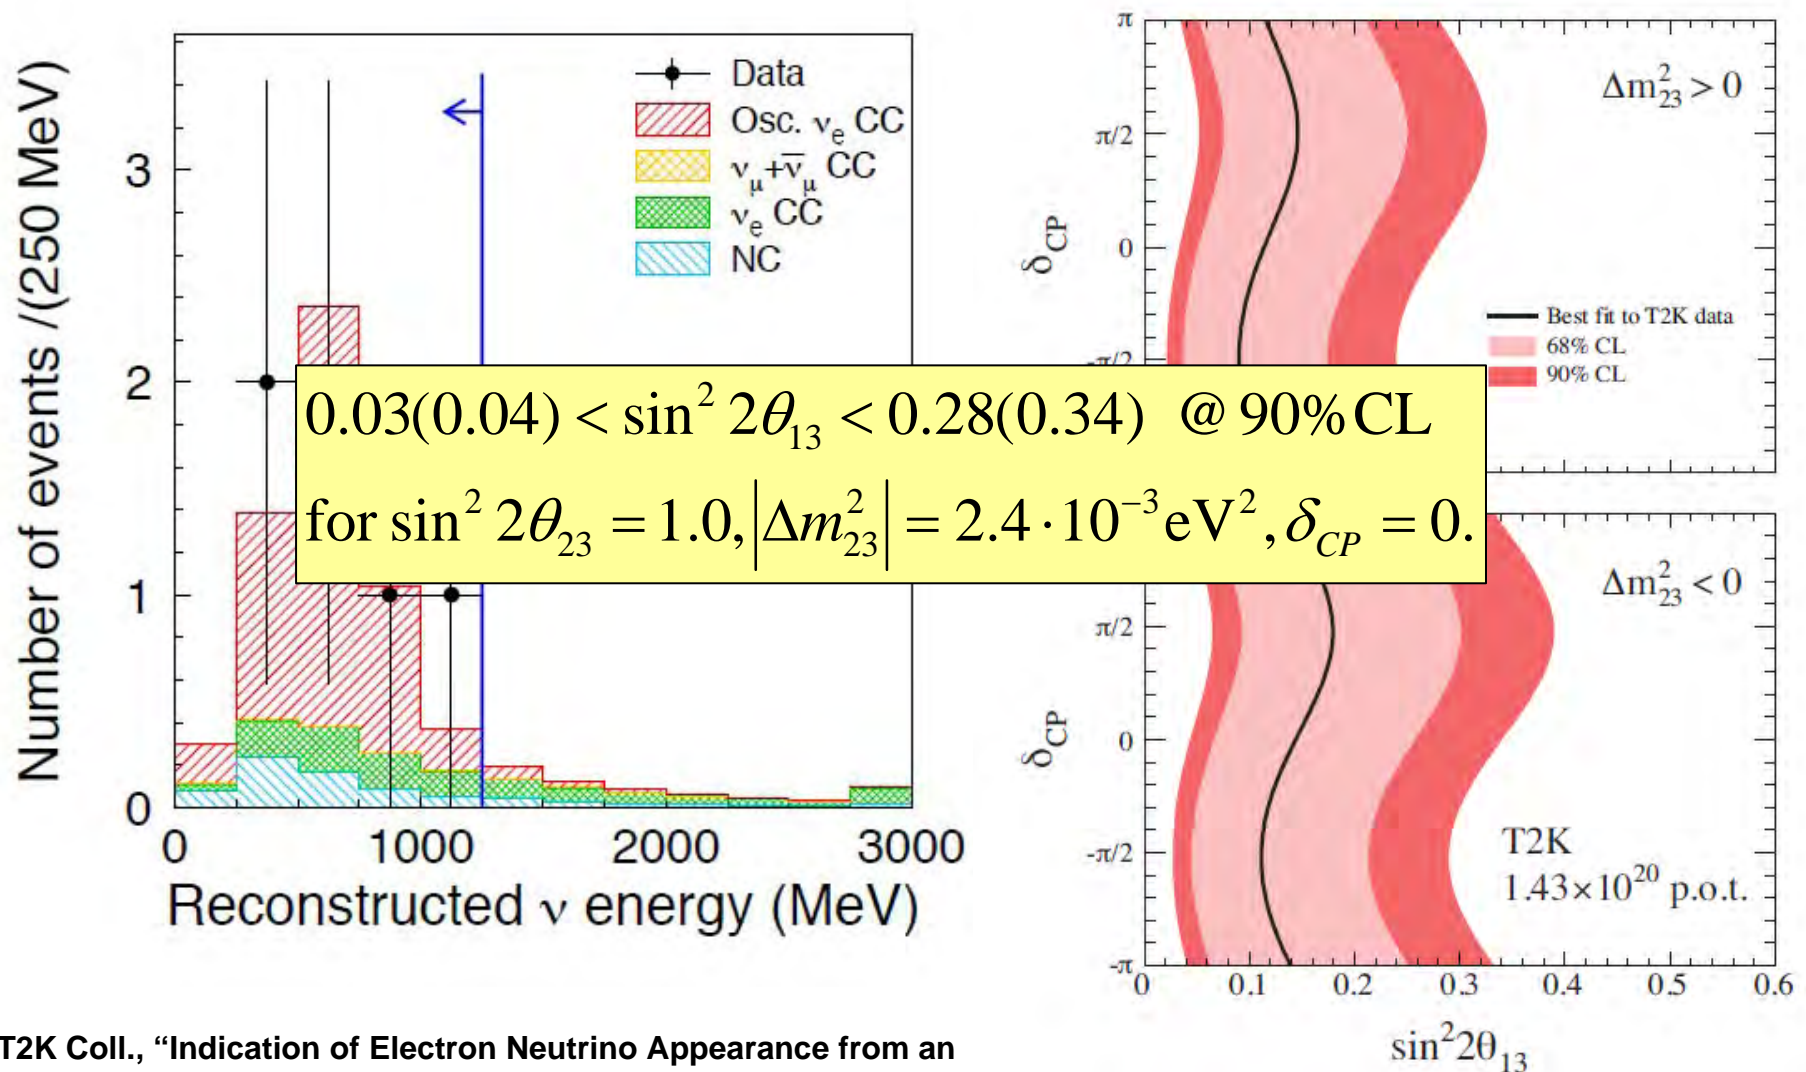 Number of events /(250 MeV)
3
2
1
0
0 1000 2000 3000
Reconstructed ν energy (MeV)
Data
Osc. νe CC
νμ+ν̅μ CC
νe CC
NC
π
π/2
0
-π/2
δCP
Δm²23 > 0
Best fit to T2K data
68% CL
90% CL
0.03(0.04) < sin² 2θ13 < 0.28(0.34) @ 90% CL
for sin² 2θ23 = 1.0, |Δm²23| = 2.4 · 10⁻³ eV², δCP = 0.
π/2
0
-π/2
-π
δCP
Δm²23 < 0
T2K
1.43×10²⁰ p.o.t.
0 0.1 0.2 0.3 0.4 0.5 0.6
sin²2θ13
T2K Coll., “Indication of Electron Neutrino Appearance from an